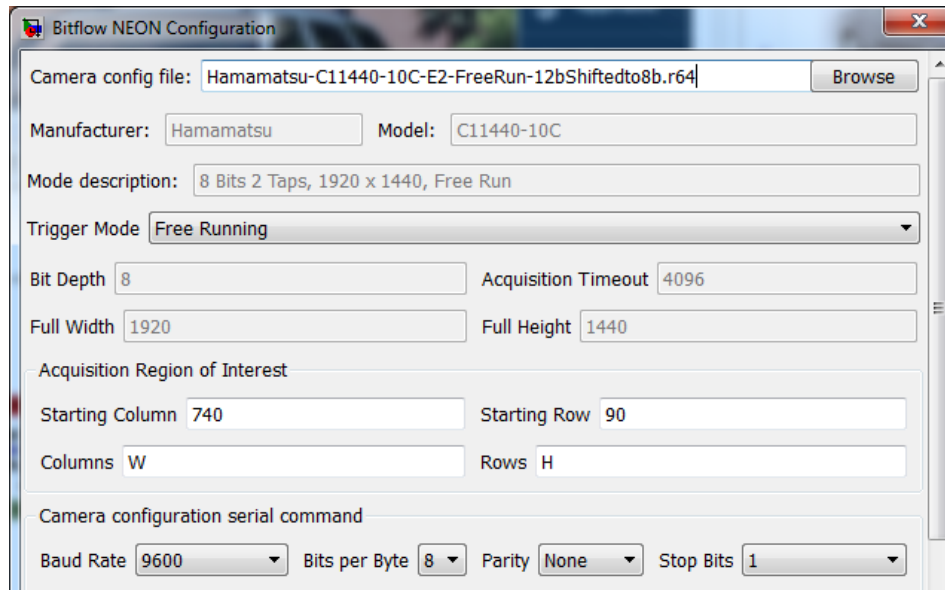 Bitflow NEON Configuration
Camera config file: Hamamatsu-C11440-10C-E2-FreeRun-12bShiftedto8b.r64 Browse
Manufacturer: Hamamatsu Model: C11440-10C
Mode description: 8 Bits 2 Taps, 1920 x 1440, Free Run
Trigger Mode Free Running
Bit Depth 8 Acquisition Timeout 4096
Full Width 1920 Full Height 1440
Acquisition Region of Interest
Starting Column 740 Starting Row 90
Columns W Rows H
Camera configuration serial command
Baud Rate 9600 Bits per Byte 8 Parity None Stop Bits 1